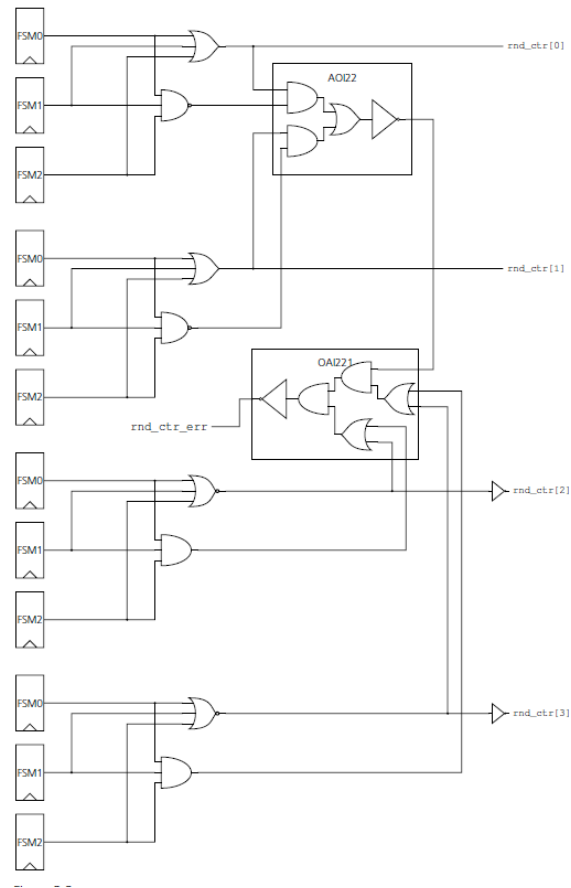 FSM0
rnd_ctr[0]
AOI22
FSM1
FSM2
FSM0
rnd_ctr[1]
FSM1
OAI221
FSM2
rnd_ctr_err
FSM0
rnd_ctr[2]
FSM1
FSM2
FSM0
rnd_ctr[3]
FSM1
FSM2